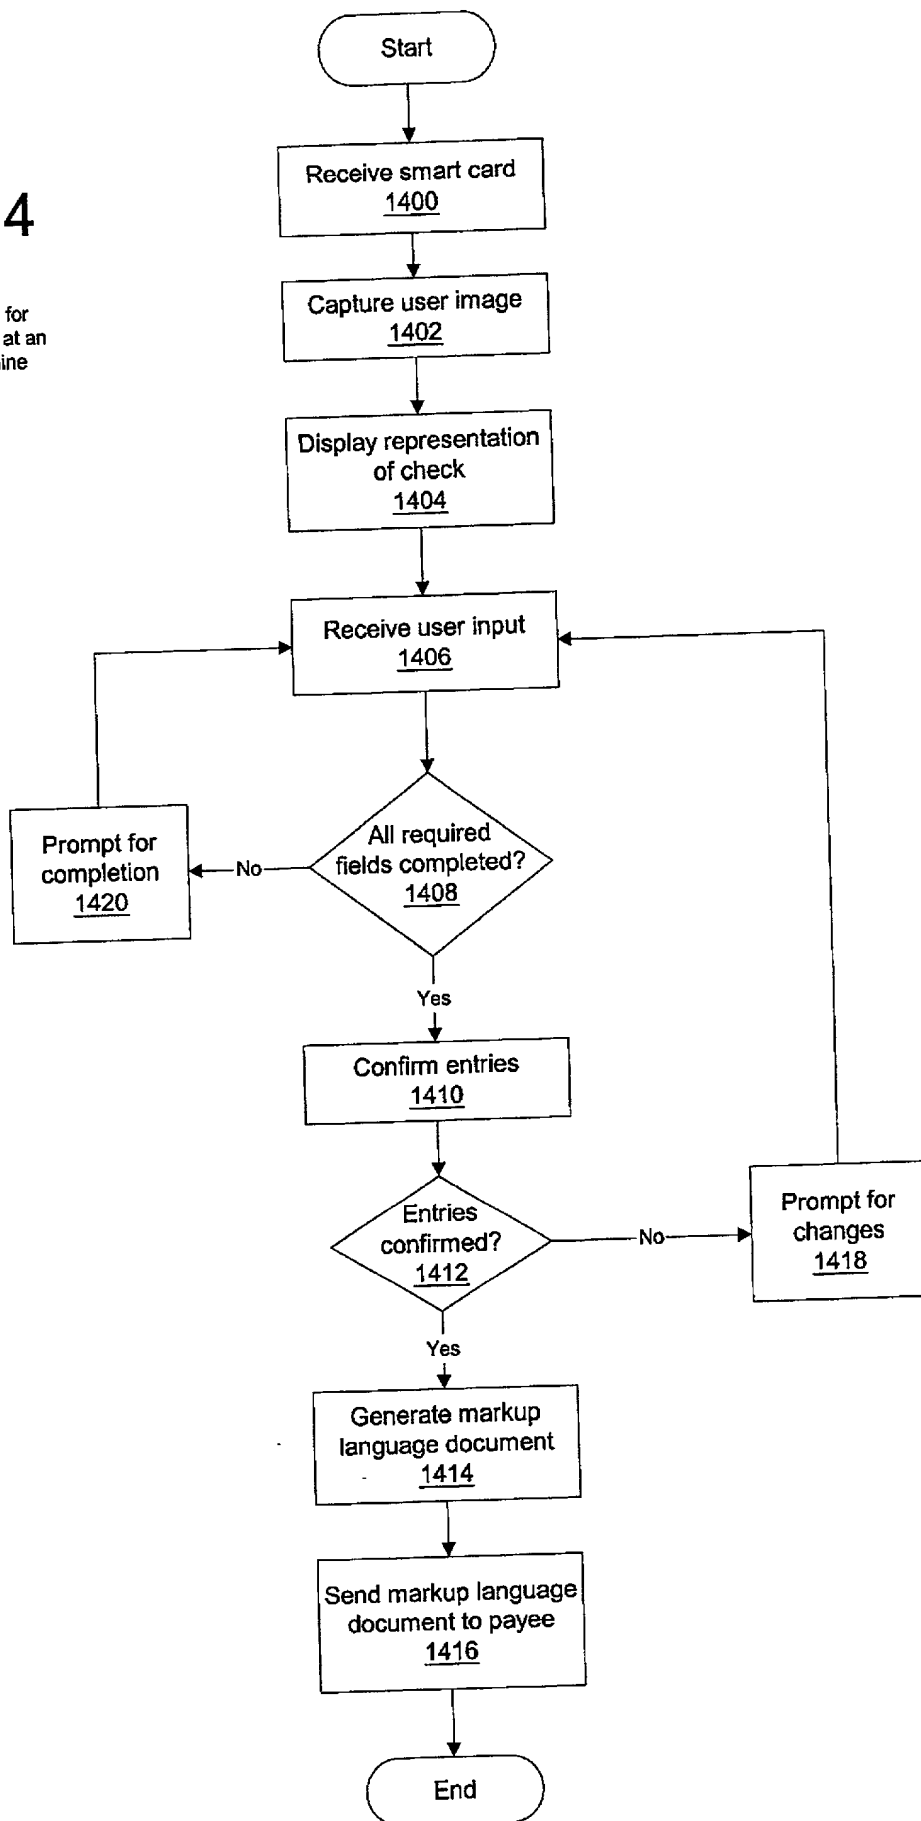 Start
Receive smart card
1400
4
Capture user image
1402
for
at an
Display representation
of check
1404
Receive user input
1406
All required
fields completed?
1408
No
Prompt for
completion
1420
Yes
Confirm entries
1410
Entries
confirmed?
1412
No
Prompt for
changes
1418
Yes
Generate markup
language document
1414
Send markup language
document to payee
1416
End